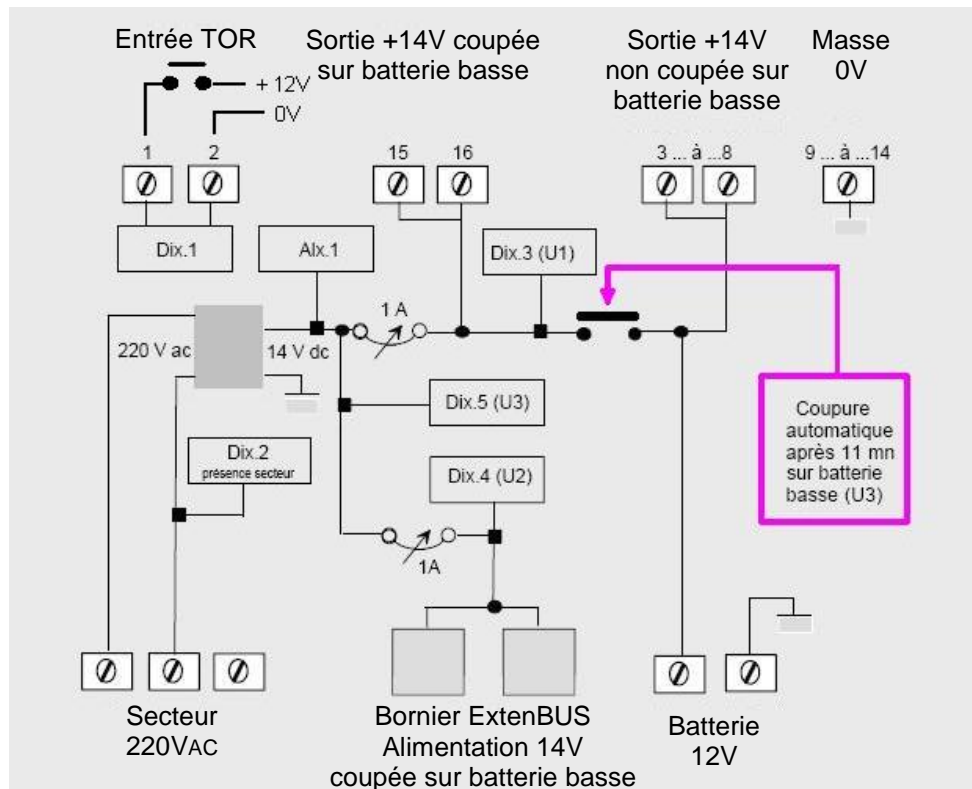 Entrée TOR
Sortie +14V coupée
sur batterie basse
Sortie +14V
non coupée sur
batterie basse
Masse
0V
+ 12V
0V
1
2
15
16
3 ... à ...8
9 ... à ...14
Dix.1
Alx.1
Dix.3 (U1)
1 A
220 V ac
14 V dc
Dix.5 (U3)
Coupure
automatique
après 11 mn
sur batterie
basse (U3)
Dix.2
présence secteur
Dix.4 (U2)
1A
Secteur
220VAC
Bornier ExtenBUS
Alimentation 14V
coupée sur batterie basse
Batterie
12V